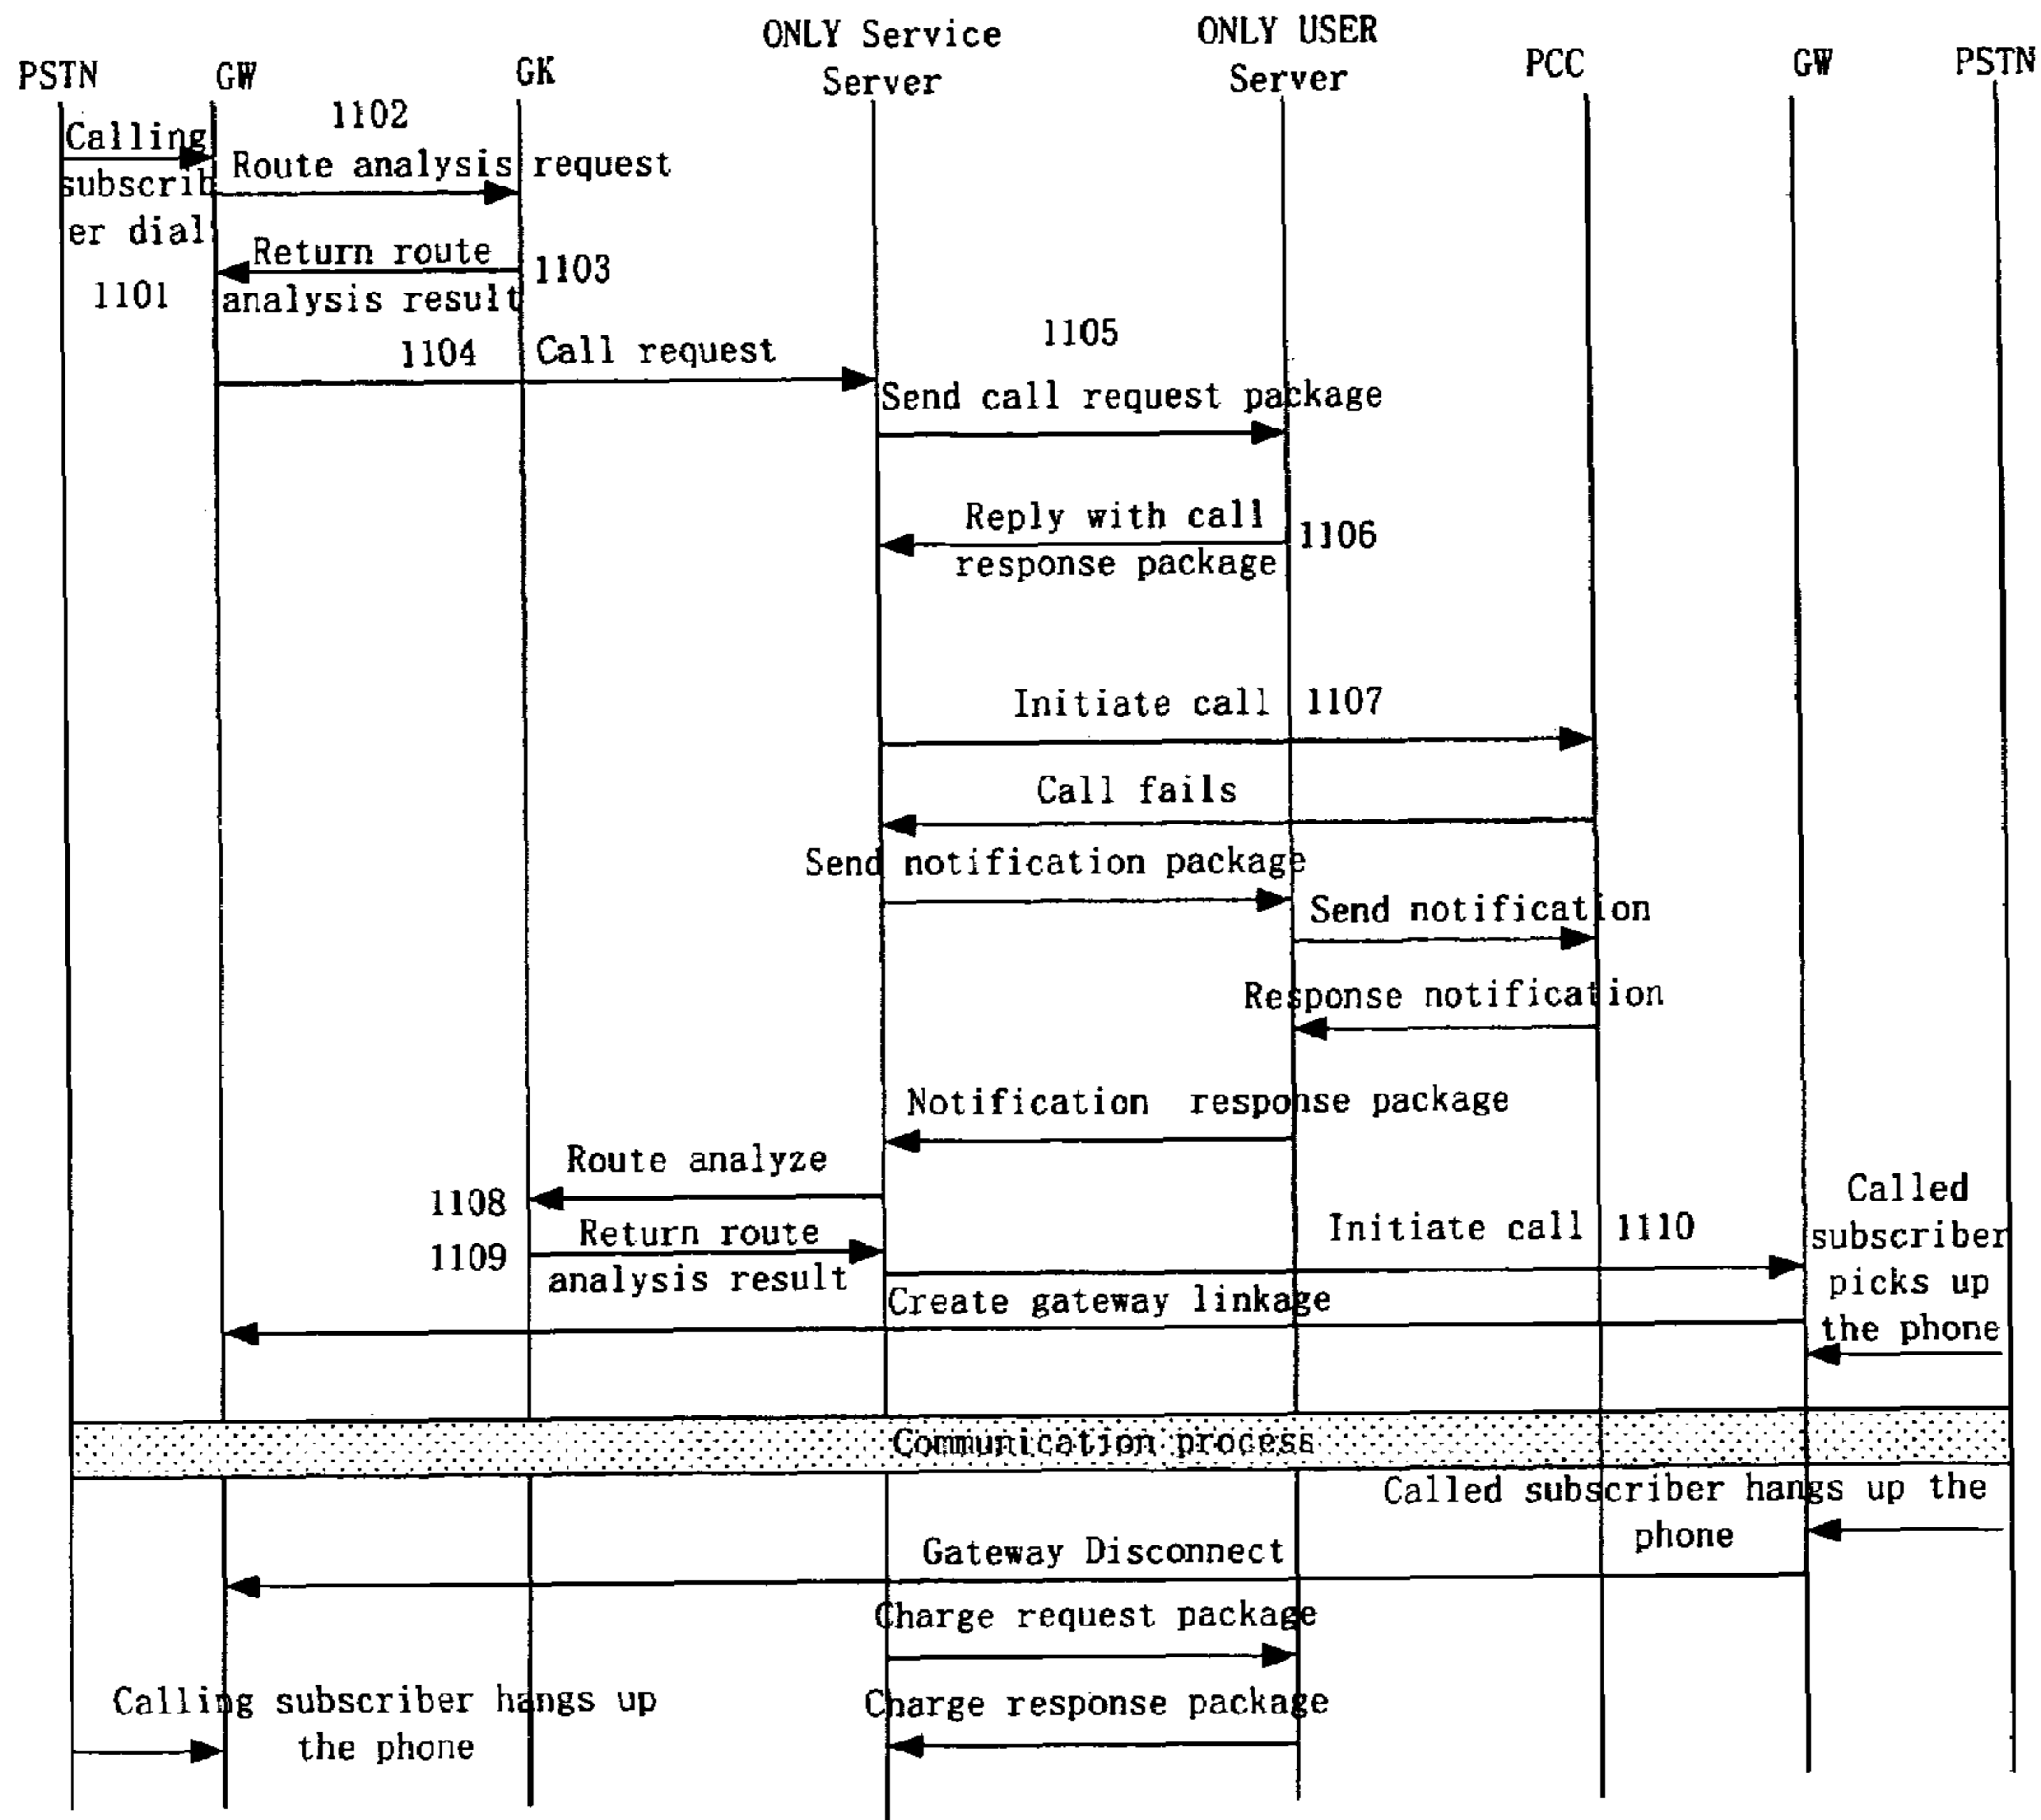 PSTN
GW
GK
ONLY Service
Server
ONLY USER
Server
PCC
GW
PSTN
Calling
subscrib
er dial
1101
1102
Route analysis request
Return route
analysis result
1103
1104
Call request
1105
Send call request package
Reply with call
response package
1106
Initiate call
1107
Call fails
Send notification package
Send notification
Response notification
Notification response package
Route analyze
1108
Return route
analysis result
1109
Initiate call
1110
Called
subscriber
picks up
the phone
Create gateway linkage
Communication process
Called subscriber hangs up the
phone
Gateway Disconnect
Charge request package
Calling subscriber hangs up
the phone
Charge response package